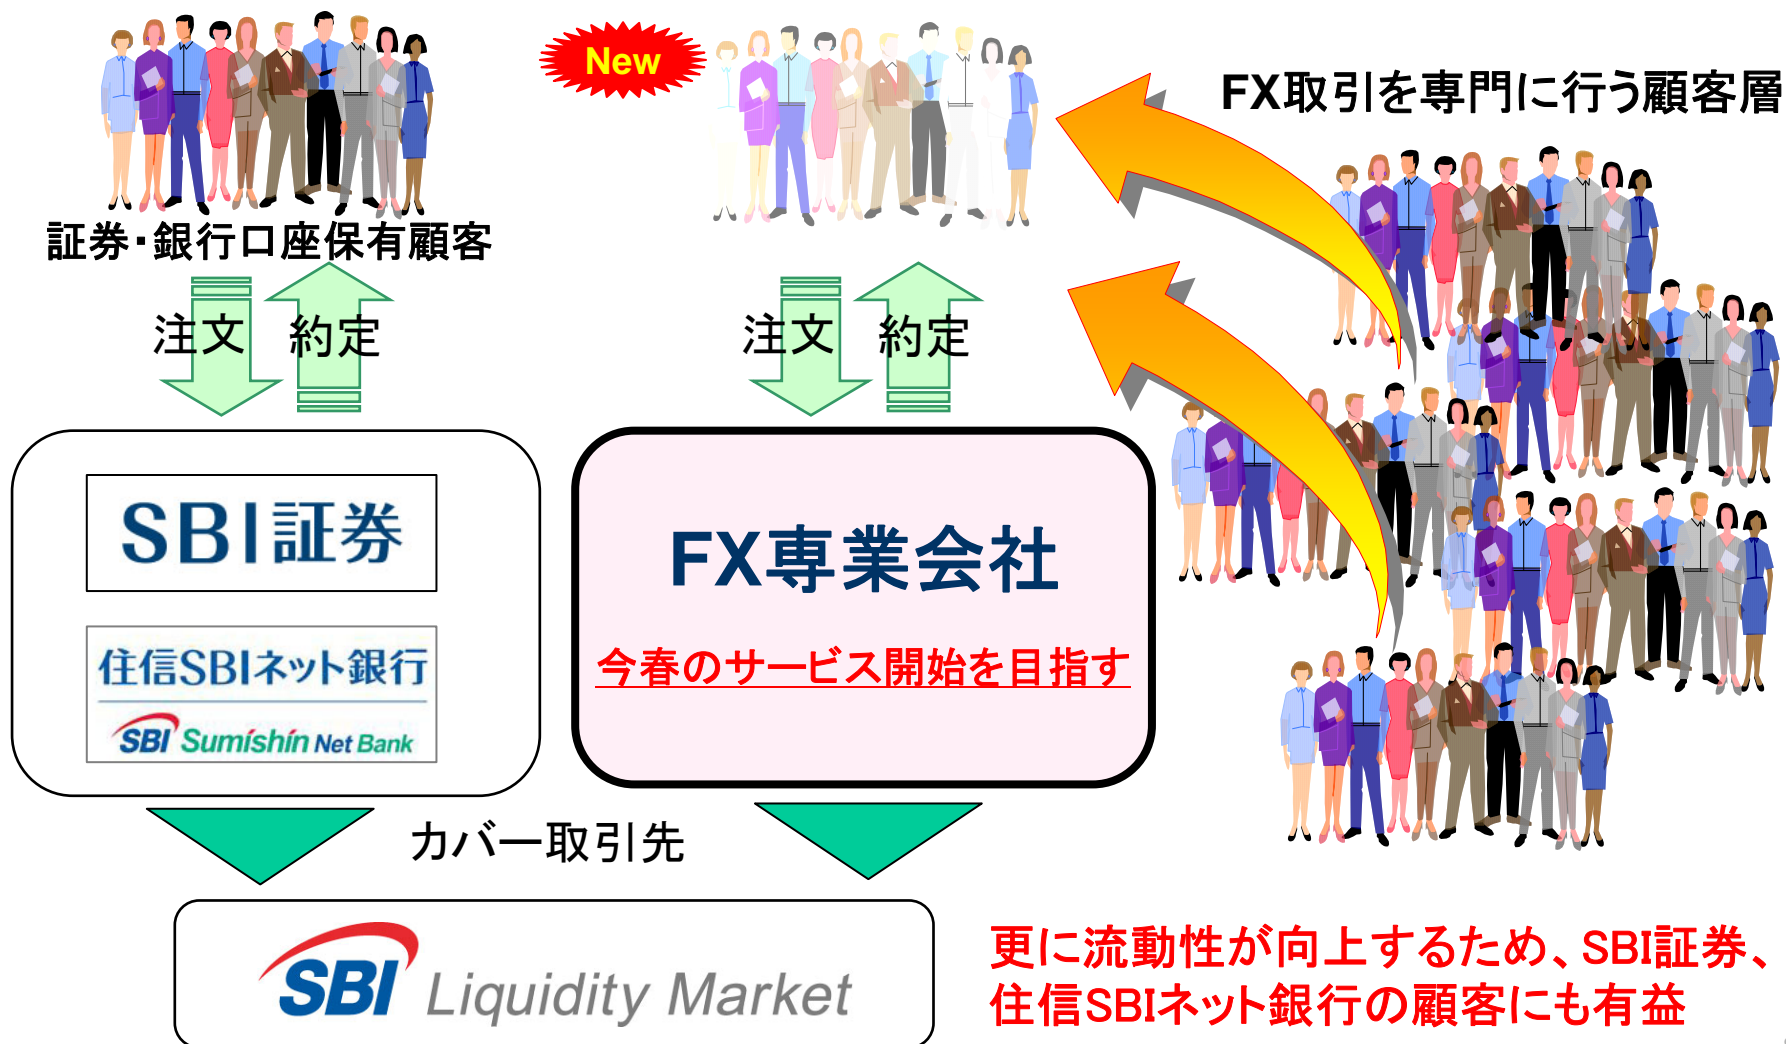 New
FX取引を専門に行う顧客層
証券・銀行口座保有顧客
注文
約定
注文
約定
SBI証券
住信SBIネット銀行
SBI Sumishin Net Bank
FX専業会社
今春のサービス開始を目指す
カバー取引先
SBI Liquidity Market
更に流動性が向上するため、SBI証券、
住信SBIネット銀行の顧客にも有益